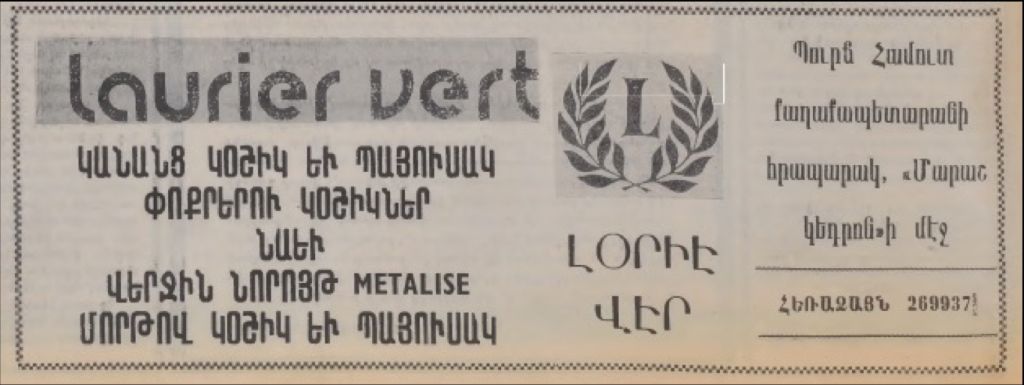 laurier vert
ԿԱՆԱՆՑ ԿՕՇԻԿ ԵՒ ՊԱՅՈՒՍԱԿ
ՓՈՔՐԵՐՈՒ ԿՕՇԻԿՆԵՐ
ՆԱԵՒ
ՎԵՐՋԻՆ ՆՈՐՈՅԹ METALISE
ՄՈՐԹՈՎ ԿՕՇԻԿ ԵՒ ՊԱՅՈՒՍԱԿ
L
ԼՕՐԻԷ
ՎԷՐ
Պուրճ Համուտ
քաղաքապետարանի
հրապարակ, «Մարաշ
կեդրոն»ի մէջ
ՀԵՌԱՁԱՅՆ 269937